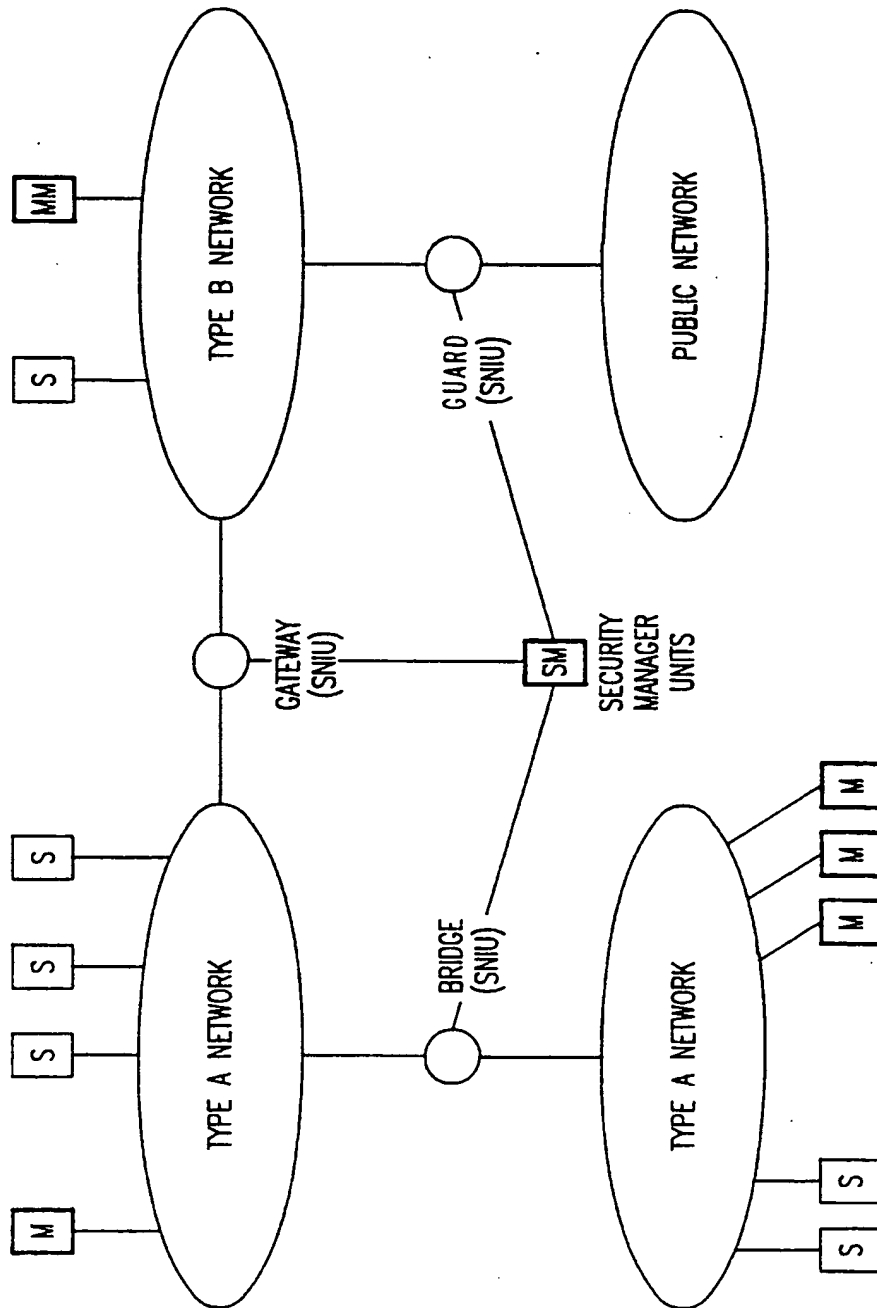 M
S
S
S
S
MM
TYPE A NETWORK
TYPE B NETWORK
GATEWAY
(SNIU)
BRIDGE
(SNIU)
GUARD
(SNIU)
SM
SECURITY
MANAGER
UNITS
TYPE A NETWORK
PUBLIC NETWORK
S
S
M
M
M